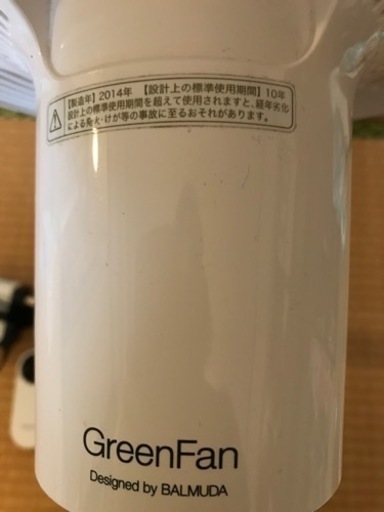 【製造年】2014年 【設計上の標準使用期間】10年
設計上の標準使用期間を超えて使用されますと、経年劣化
による発火・けが等の事故に至るおそれがあります。
GreenFan
Designed by BALMUDA